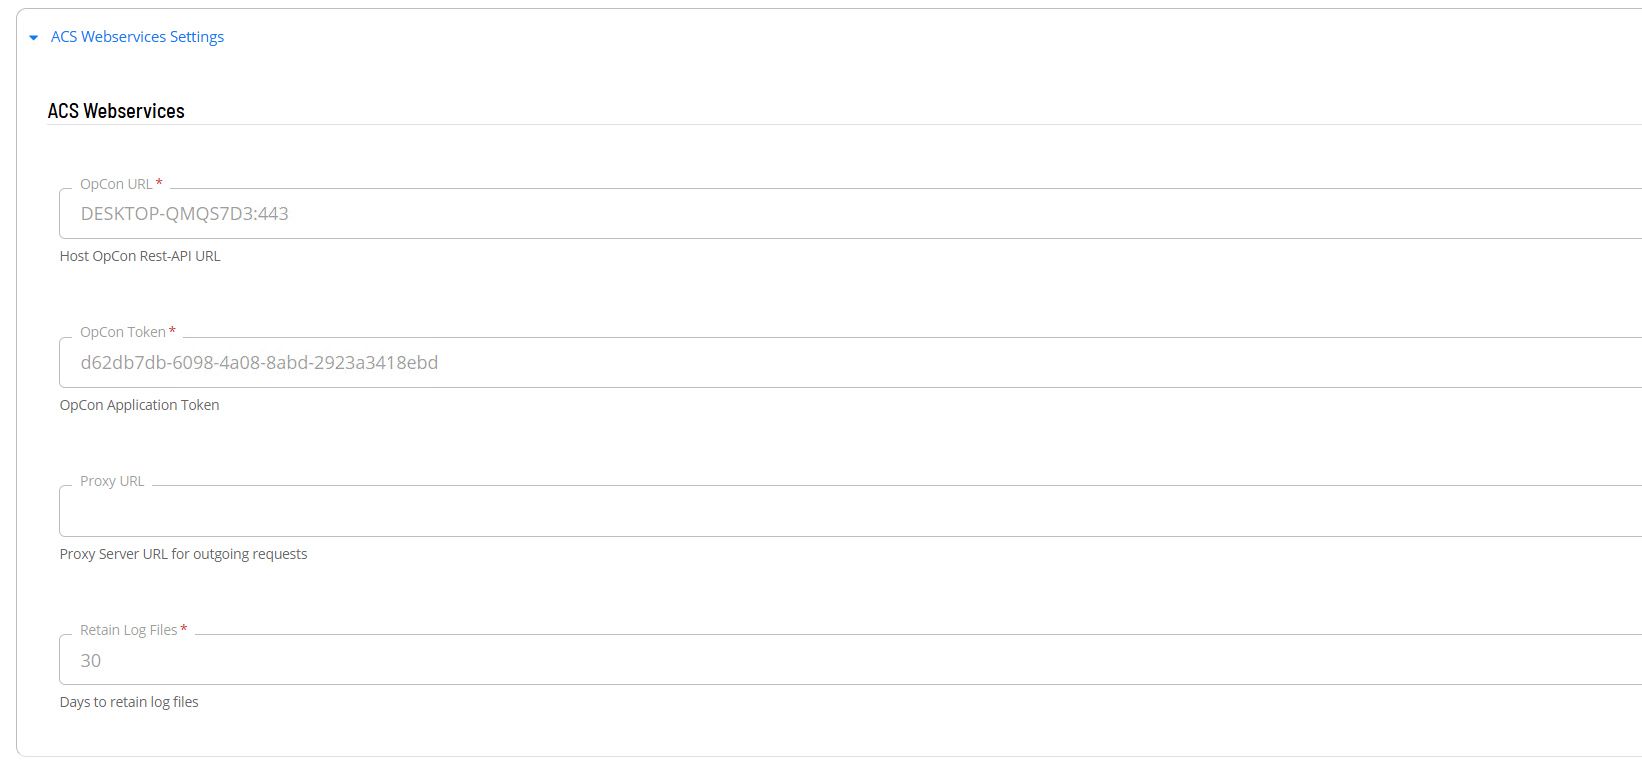 ACS Webservices Settings
ACS Webservices
OpCon URL *
DESKTOP-QMQS7D3:443
Host OpCon Rest-API URL
OpCon Token *
d62db7db-6098-4a08-8abd-2923a3418ebd
OpCon Application Token
Proxy URL
Proxy Server URL for outgoing requests
Retain Log Files *
30
Days to retain log files